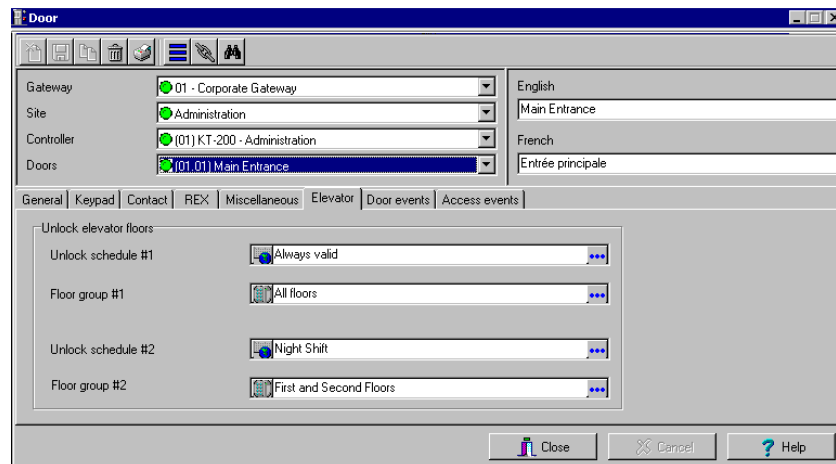 Door
Gateway
01 - Corporate Gateway
Site
Administration
Controller
(01) KT-200 - Administration
Doors
(01.01) Main Entrance
English
Main Entrance
French
Entrée principale
General Keypad Contact REX Miscellaneous Elevator Door events Access events
Unlock elevator floors
Unlock schedule #1
Always valid
Floor group #1
All floors
Unlock schedule #2
Night Shift
Floor group #2
First and Second Floors
Close Cancel ? Help